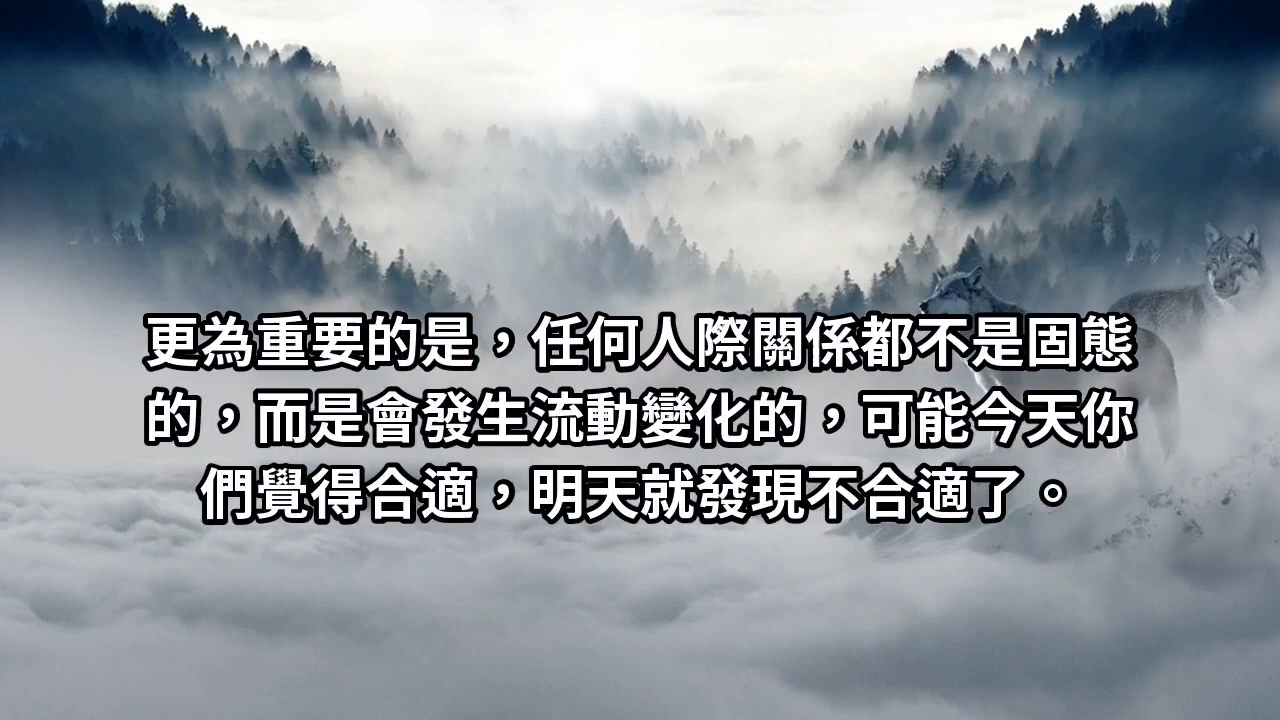 更為重要的是，任何人際關係都不是固態
的，而是會發生流動變化的，可能今天你
們覺得合適，明天就發現不合適了。